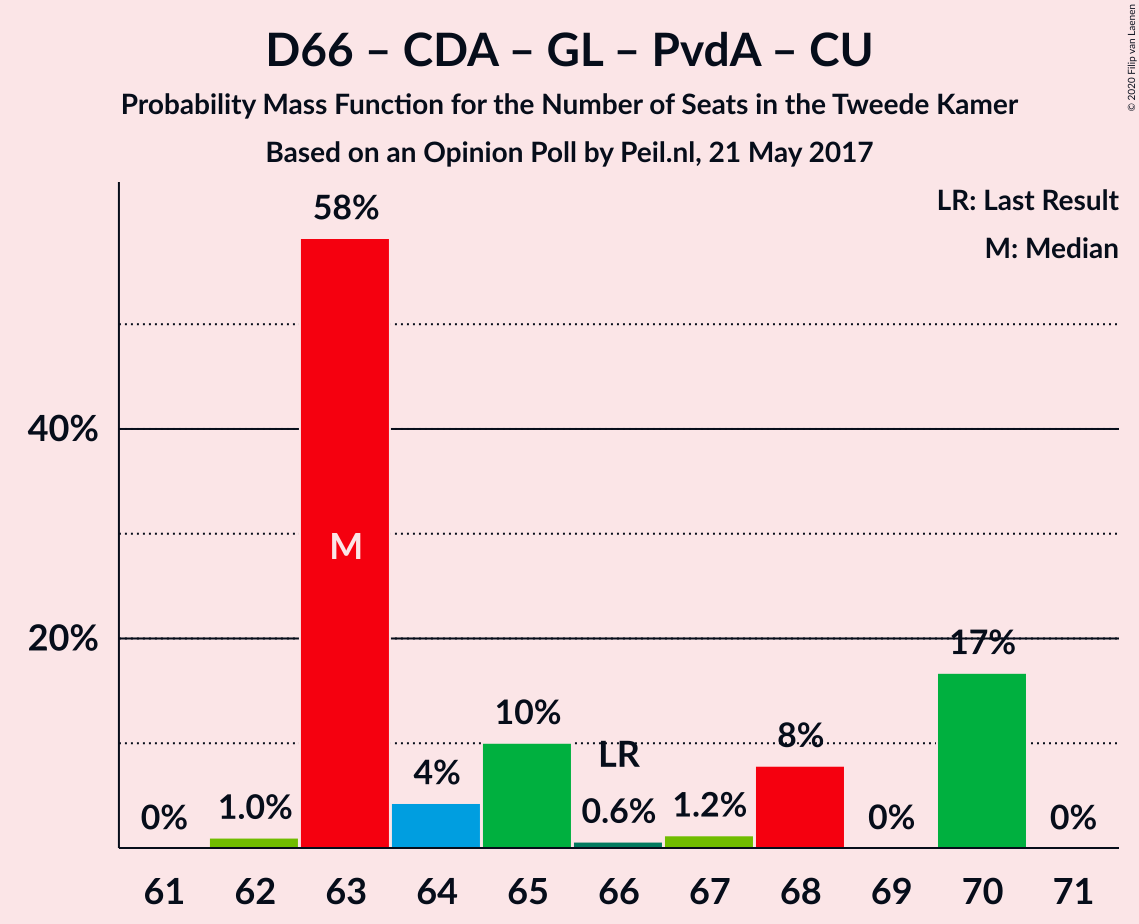 D66 – CDA – GL – PvdA – CU
Probability Mass Function for the Number of Seats in the Tweede Kamer
Based on an Opinion Poll by Peil.nl, 21 May 2017
© 2020 Filip van Laenen
LR: Last Result
M: Median
58%
40%
M
20%
17%
10%
8%
LR
4%
0%
1.0%
0.6%
1.2%
0%
0%
61 62 63 64 65 66 67 68 69 70 71